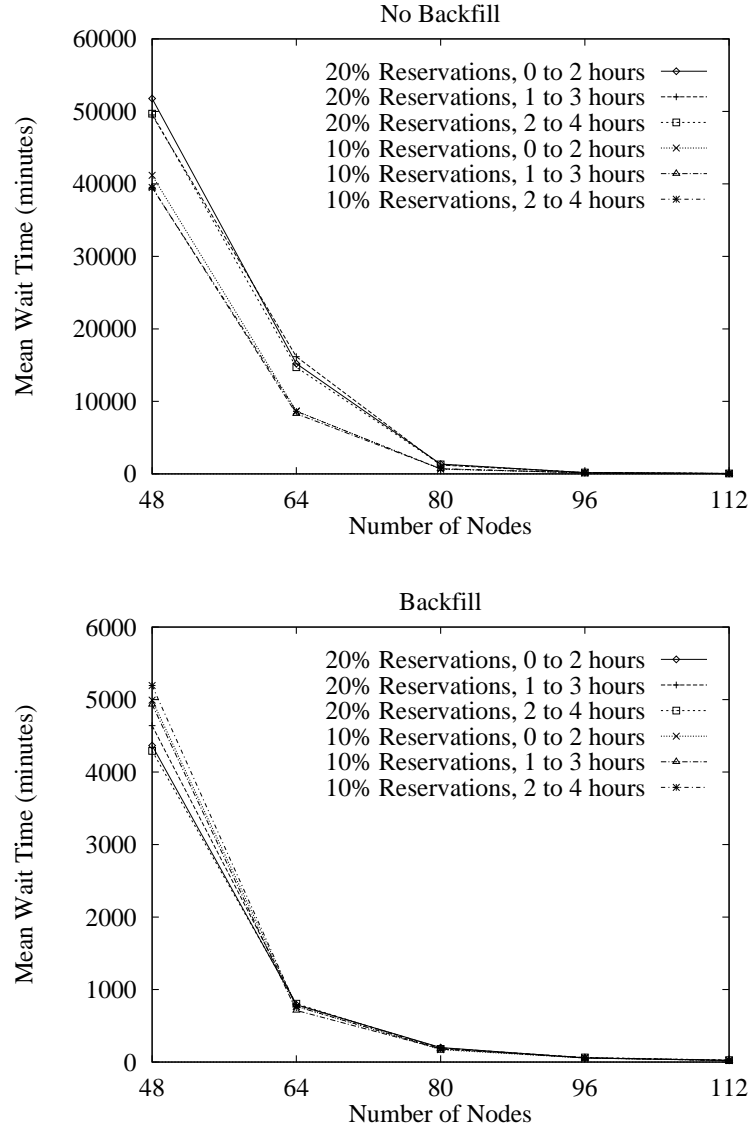 No Backfill
60000
50000
40000
30000
20000
10000
0
Mean Wait Time (minutes)
20% Reservations, 0 to 2 hours
20% Reservations, 1 to 3 hours
20% Reservations, 2 to 4 hours
10% Reservations, 0 to 2 hours
10% Reservations, 1 to 3 hours
10% Reservations, 2 to 4 hours
48 64 80 96 112
Number of Nodes
Backfill
6000
5000
4000
3000
2000
1000
0
Mean Wait Time (minutes)
20% Reservations, 0 to 2 hours
20% Reservations, 1 to 3 hours
20% Reservations, 2 to 4 hours
10% Reservations, 0 to 2 hours
10% Reservations, 1 to 3 hours
10% Reservations, 2 to 4 hours
48 64 80 96 112
Number of Nodes